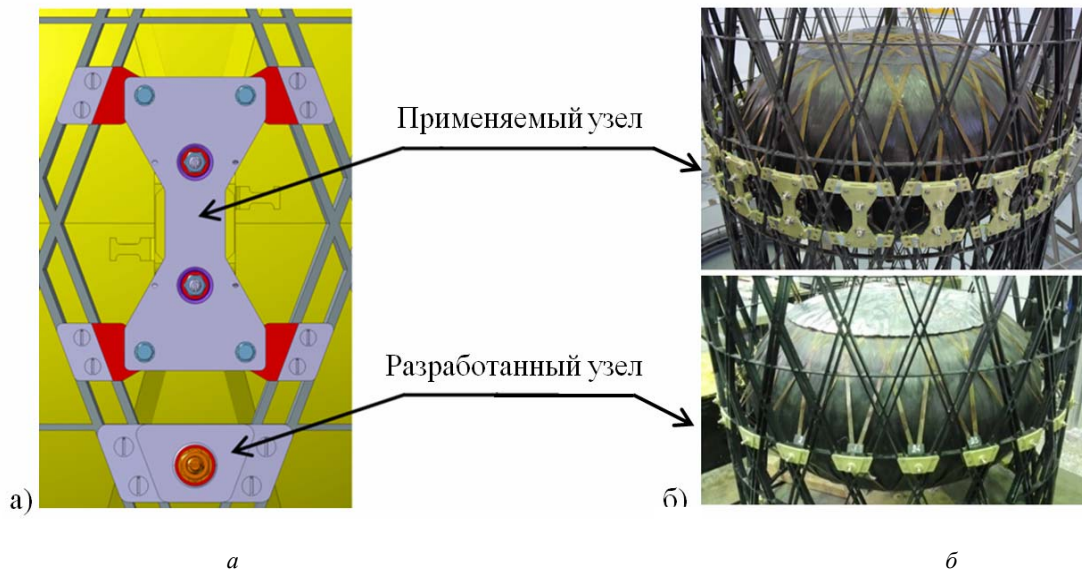 Применяемый узел
Разработанный узел
а)
б)
а
б